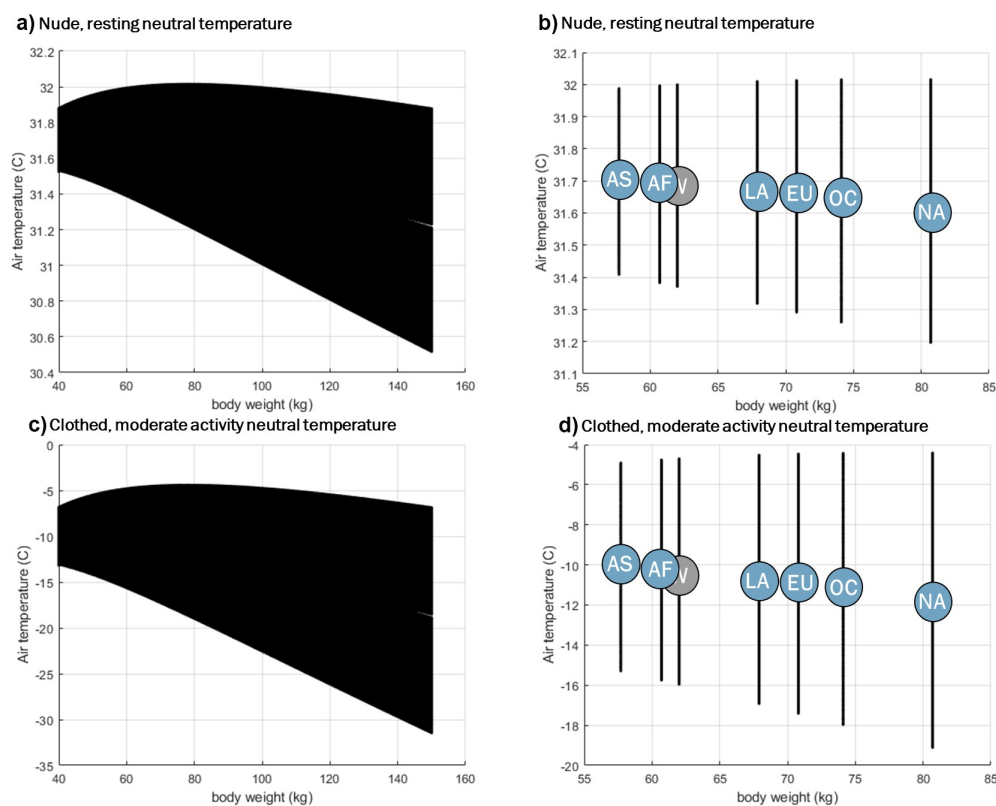 a) Nude, resting neutral temperature
32.2
32
31.8
31.6
31.4
31.2
31
30.8
30.6
30.4
Air temperature (C)
40 60 80 100 120 140 160
body weight (kg)
b) Nude, resting neutral temperature
32.1
32
31.9
31.8
31.7
31.6
31.5
31.4
31.3
31.2
31.1
Air temperature (C)
AS AF LA EU OC NA
55 60 65 70 75 80 85
body weight (kg)
c) Clothed, moderate activity neutral temperature
0
-5
-10
-15
-20
-25
-30
-35
Air temperature (C)
40 60 80 100 120 140 160
body weight (kg)
d) Clothed, moderate activity neutral temperature
-4
-6
-8
-10
-12
-14
-16
-18
-20
Air temperature (C)
AS AF LA EU OC NA
55 60 65 70 75 80 85
body weight (kg)